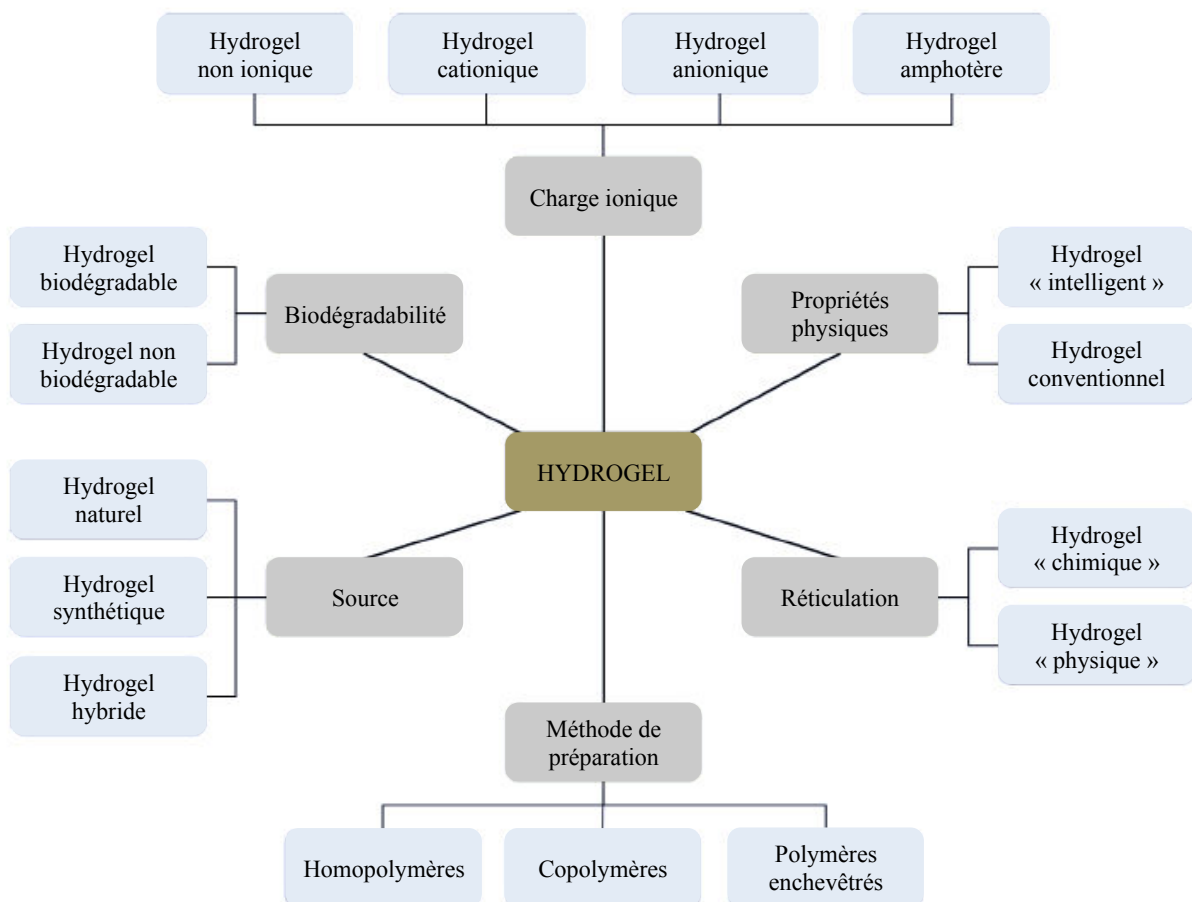 Hydrogel
non ionique
Hydrogel
cationique
Hydrogel
anionique
Hydrogel
amphotère
Charge ionique
Hydrogel
biodégradable
Hydrogel non
biodégradable
Biodégradabilité
Propriétés
physiques
Hydrogel
« intelligent »
Hydrogel
conventionnel
HYDROGEL
Hydrogel
naturel
Hydrogel
synthétique
Hydrogel
hybride
Source
Réticulation
Hydrogel
« chimique »
Hydrogel
« physique »
Méthode de
préparation
Homopolymères
Copolymères
Polymères
enchevêtrés